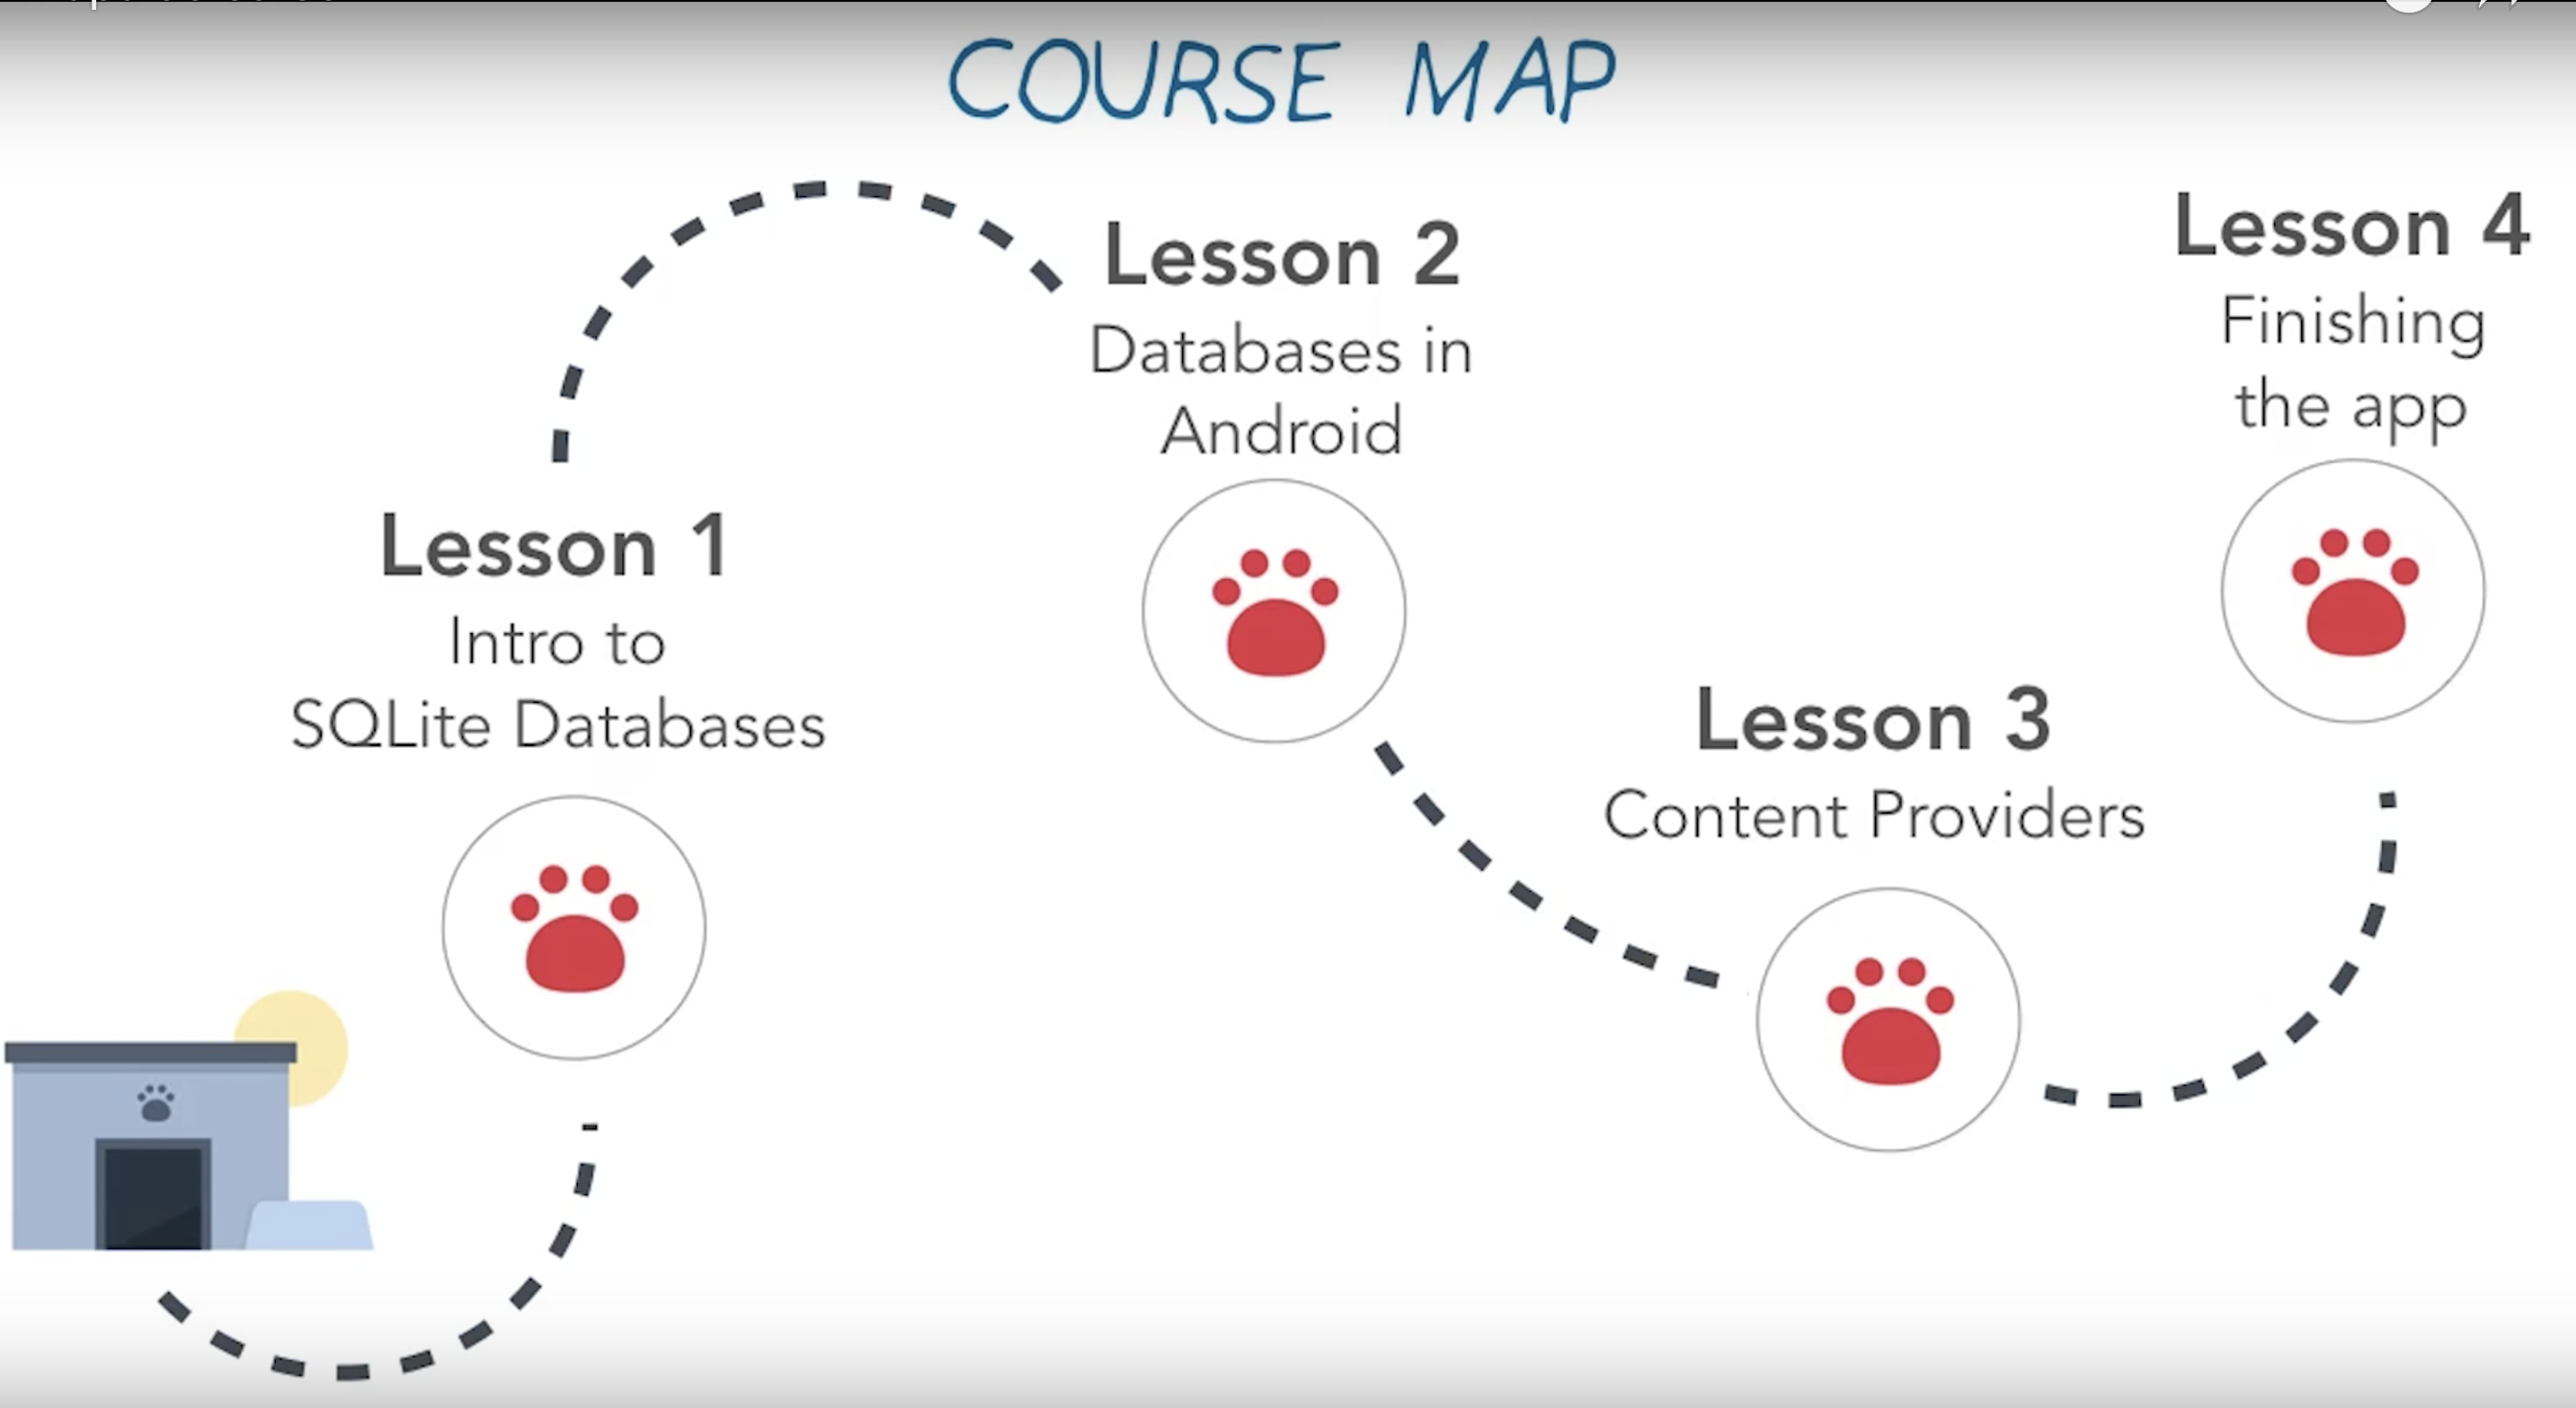 COURSE MAP
Lesson 1
Intro to
SQLite Databases
Lesson 2
Databases in
Android
Lesson 3
Content Providers
Lesson 4
Finishing
the app